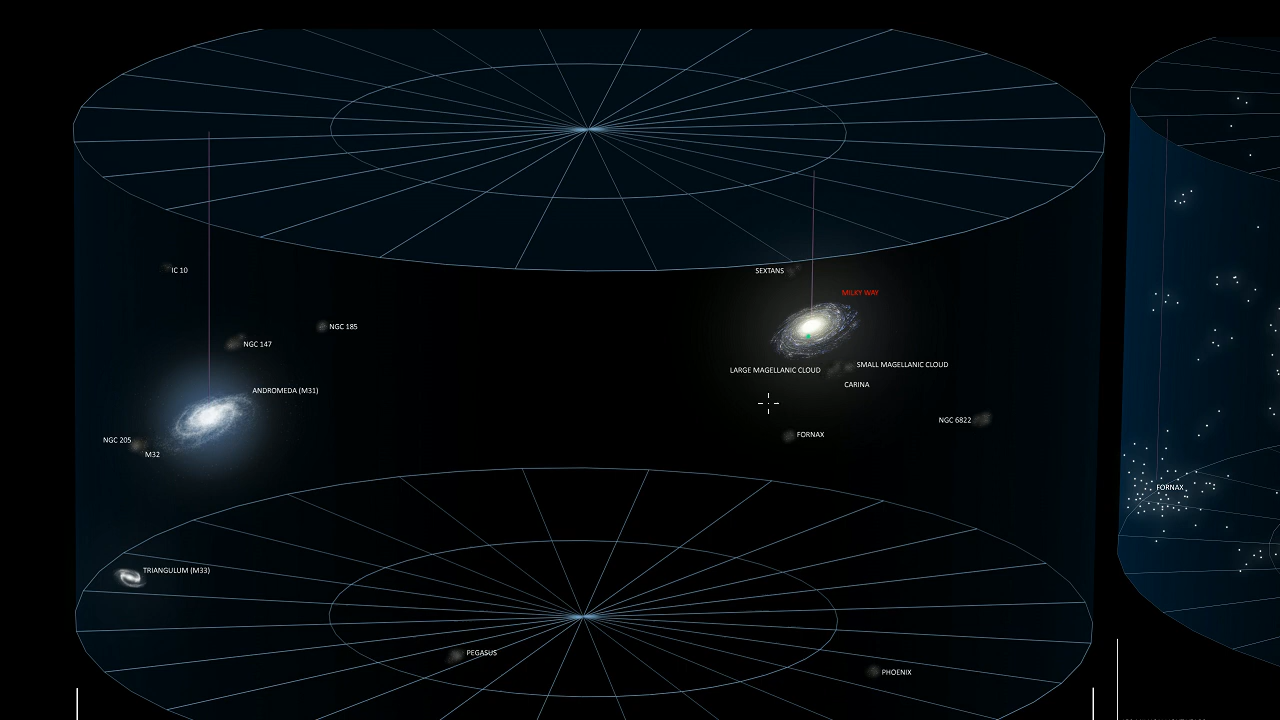 SEXTANS
IC 10
MILKY WAY
NGC 185
NGC 147
SMALL MAGELLANIC CLOUD
LARGE MAGELLANIC CLOUD
CARINA
ANDROMEDA (M31)
NGC 6822
FORNAX
NGC 205
M32
FORNAX
TRIANGULUM (M33)
PEGASUS
PHOENIX